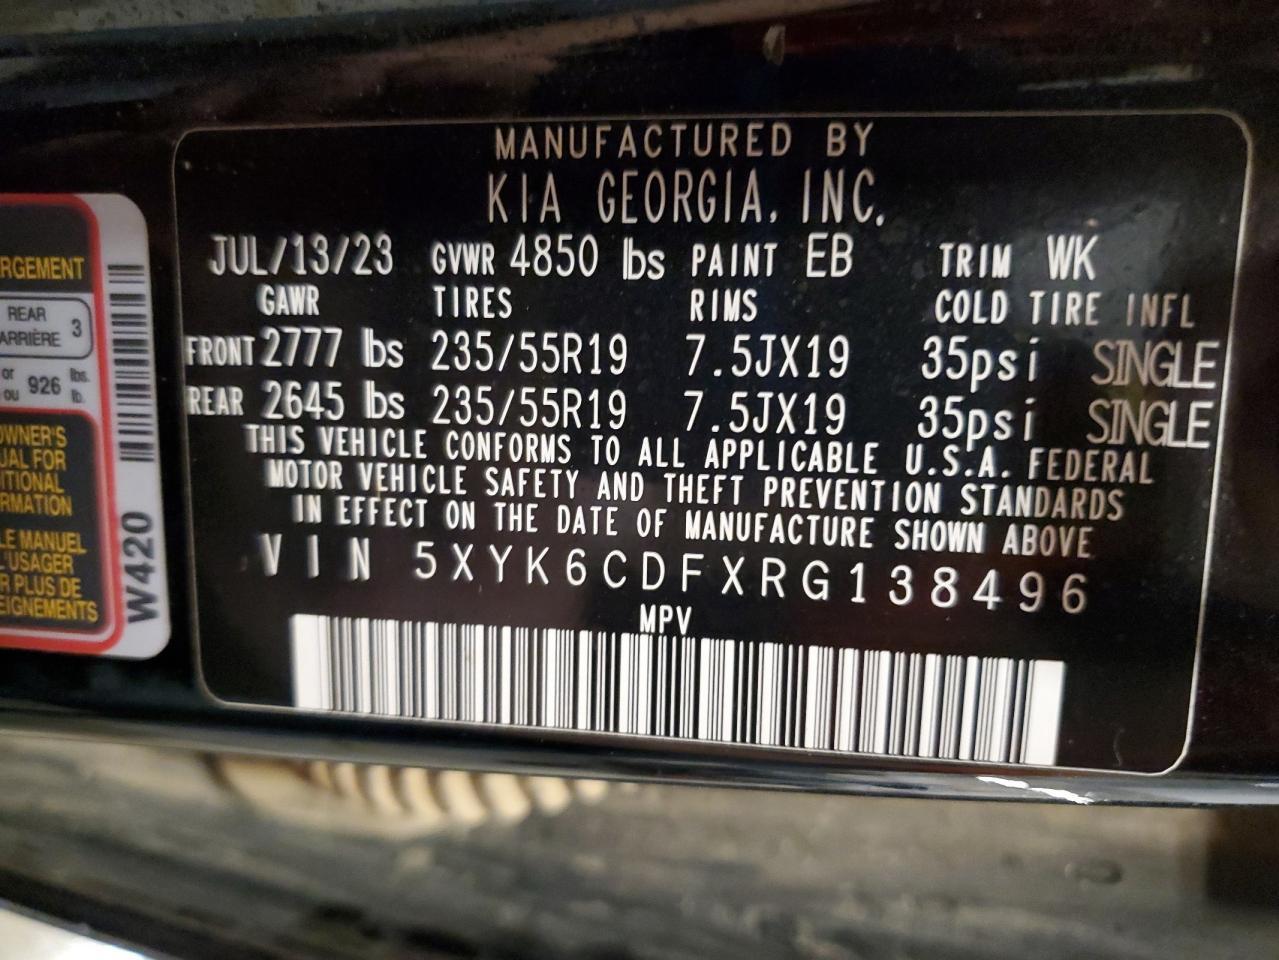 MANUFACTURED BY
KIA GEORGIA, INC.
JUL/13/23 GVWR 4850 lbs PAINT EB TRIM WK
GAWR TIRES RIMS COLD TIRE INFL
FRONT 2777 lbs 235/55R19 7.5JX19 35psi SINGLE
REAR 2645 lbs 235/55R19 7.5JX19 35psi SINGLE
THIS VEHICLE CONFORMS TO ALL APPLICABLE U.S.A. FEDERAL
MOTOR VEHICLE SAFETY AND THEFT PREVENTION STANDARDS
IN EFFECT ON THE DATE OF MANUFACTURE SHOWN ABOVE
VIN 5XYK6CDFXRG138496
MPV
RGEMENT
REAR 3
ARRIÈRE
or 926 lbs.
ou lb.
OWNER'S
UAL FOR
ITIONAL
RMATION
LE MANUEL
L'USAGER
R PLUS DE
EIGNEMENTS
W420